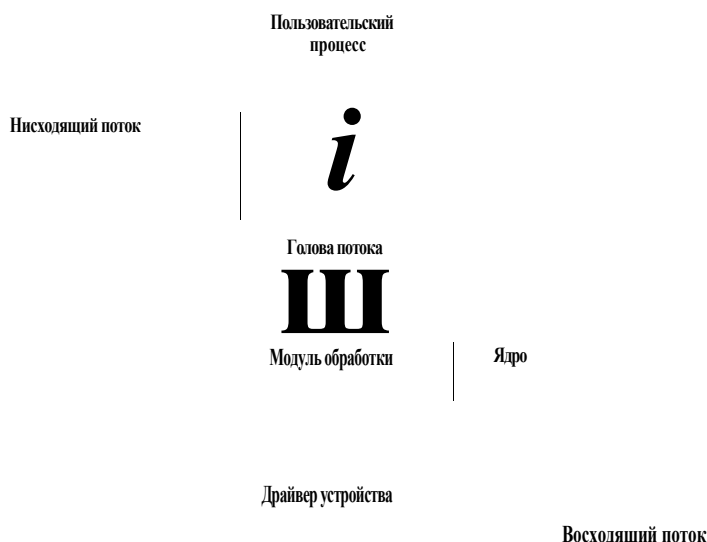 Пользовательский
процесс
Нисходящий поток
i
Голова потока
Ш
Модуль обработки
Ядро
Драйвер устройства
Восходящий поток